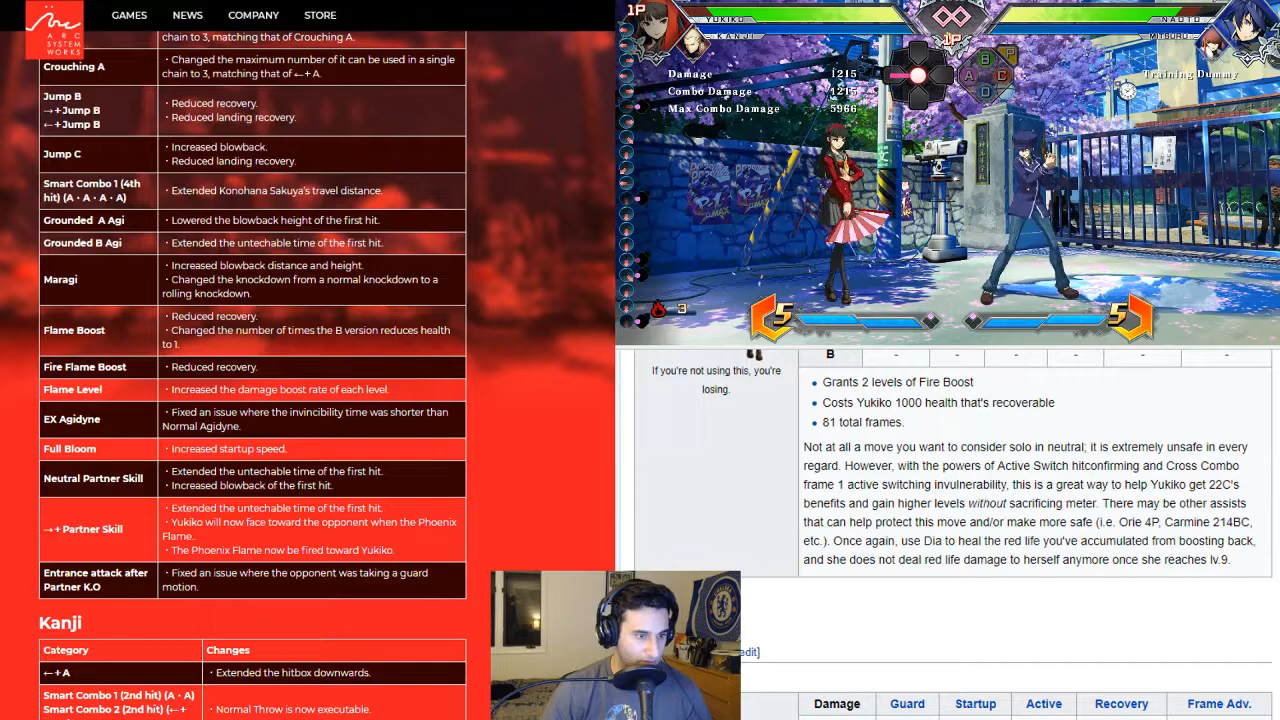 GAMES NEWS COMPANY STORE
ARC
SYSTEM
WORKS
chain to 3, matching that of Crouching A.
Crouching A
・Changed the maximum number of it can be used in a single
chain to 3, matching that of ←+ A.
Jump B
→+Jump B
←+Jump B
・Reduced recovery.
・Reduced landing recovery.
Jump C
・Increased blowback.
・Reduced landing recovery.
Smart Combo 1 (4th
hit) (A・A・A・A)
・Extended Konohana Sakuya's travel distance.
Grounded A Agi
・Lowered the blowback height of the first hit.
Grounded B Agi
・Extended the untechable time of the first hit.
Maragi
・Increased blowback distance and height.
・Changed the knockdown from a normal knockdown to a
rolling knockdown.
Flame Boost
・Reduced recovery.
・Changed the number of times the B version reduces health
to 1.
Fire Flame Boost
・Reduced recovery.
Flame Level
・Increased the damage boost rate of each level.
EX Agidyne
・Fixed an issue where the invincibility time was shorter than
Normal Agidyne.
Full Bloom
・Increased startup speed.
Neutral Partner Skill
・Extended the untechable time of the first hit.
・Increased blowback of the first hit.
→+ Partner Skill
・Extended the untechable time of the first hit.
・Yukiko will now face toward the opponent when the Phoenix
Flame..
・The Phoenix Flame now be fired toward Yukiko.
Entrance attack after
Partner K.O
・Fixed an issue where the opponent was taking a guard
motion.
Kanji
Category Changes
←+ A
・Extended the hitbox downwards.
Smart Combo 1 (2nd hit) (A・A)
Smart Combo 2 (2nd hit) (←+
・Normal Throw is now executable.
1P
YUKIKO
KANJI
NAOTO
MITSURU
1P
Damage 1215
Combo Damage 1215
Max Combo Damage 5966
Training Dummy
A B C D P
3
5 5
If you're not using this, you're
losing.
B - - - - - -
• Grants 2 levels of Fire Boost
• Costs Yukiko 1000 health that's recoverable
• 81 total frames.
Not at all a move you want to consider solo in neutral; it is extremely unsafe in every
regard. However, with the powers of Active Switch hitconfirming and Cross Combo
frame 1 active switching invulnerability, this is a great way to help Yukiko get 22C's
benefits and gain higher levels without sacrificing meter. There may be other assists
that can help protect this move and/or make more safe (i.e. Orie 4P, Carmine 214BC,
etc.). Once again, use Dia to heal the red life you've accumulated from boosting back,
and she does not deal red life damage to herself anymore once she reaches lv.9.
edit]
Damage Guard Startup Active Recovery Frame Adv.